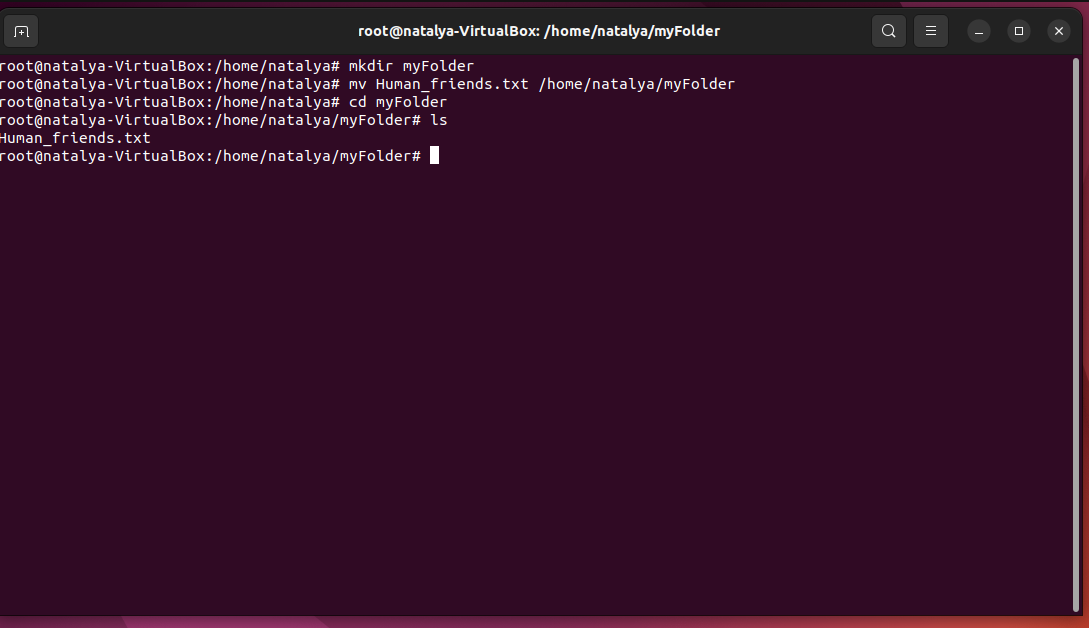 root@natalya-VirtualBox: /home/natalya/myFolder
root@natalya-VirtualBox:/home/natalya# mkdir myFolder
root@natalya-VirtualBox:/home/natalya# mv Human_friends.txt /home/natalya/myFolder
root@natalya-VirtualBox:/home/natalya# cd myFolder
root@natalya-VirtualBox:/home/natalya/myFolder# ls
Human_friends.txt
root@natalya-VirtualBox:/home/natalya/myFolder#